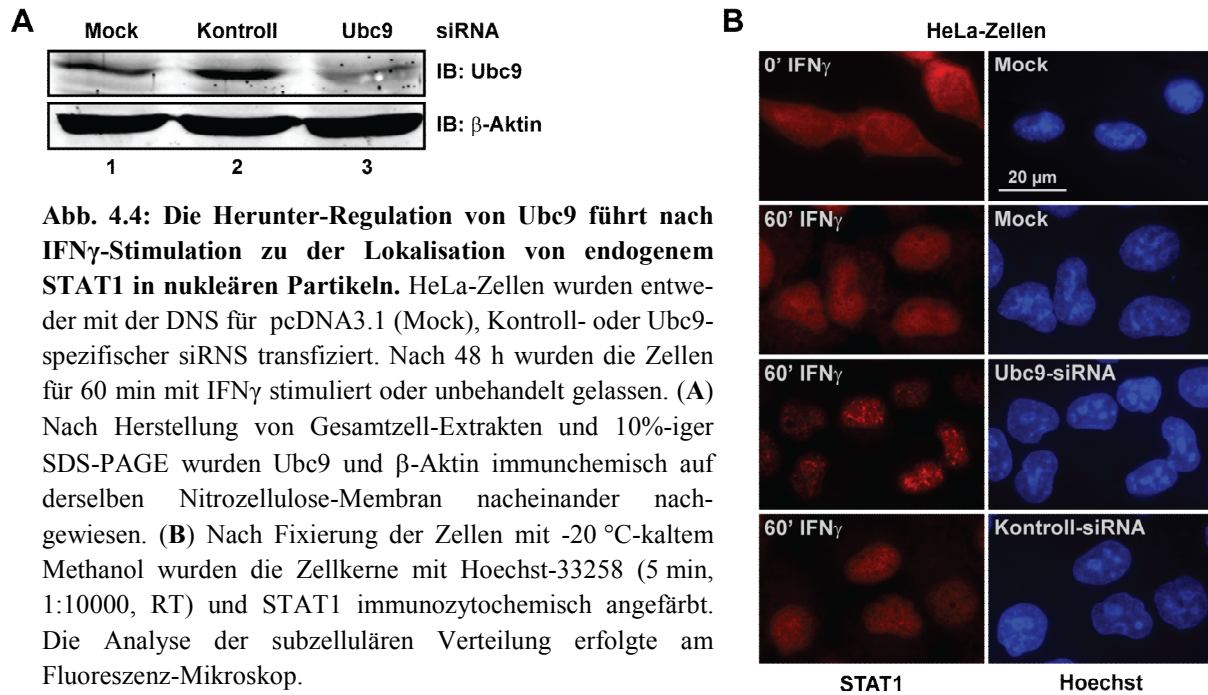 A
Mock Kontroll Ubc9 siRNA
IB: Ubc9
IB: β-Aktin
1 2 3
Abb. 4.4: Die Herunter-Regulation von Ubc9 führt nach
IFNγ-Stimulation zu der Lokalisation von endogenem
STAT1 in nukleären Partikeln. HeLa-Zellen wurden entwe-
der mit der DNS für pcDNA3.1 (Mock), Kontroll- oder Ubc9-
spezifischer siRNS transfiziert. Nach 48 h wurden die Zellen
für 60 min mit IFNγ stimuliert oder unbehandelt gelassen. (A)
Nach Herstellung von Gesamtzell-Extrakten und 10%-iger
SDS-PAGE wurden Ubc9 und β-Aktin immunchemisch auf
derselben Nitrozellulose-Membran nacheinander nach-
gewiesen. (B) Nach Fixierung der Zellen mit -20 °C-kaltem
Methanol wurden die Zellkerne mit Hoechst-33258 (5 min,
1:10000, RT) und STAT1 immunozytochemisch angefärbt.
Die Analyse der subzellulären Verteilung erfolgte am
Fluoreszenz-Mikroskop.
B
HeLa-Zellen
0' IFNγ Mock
20 µm
60' IFNγ Mock
60' IFNγ Ubc9-siRNA
60' IFNγ Kontroll-siRNA
STAT1 Hoechst